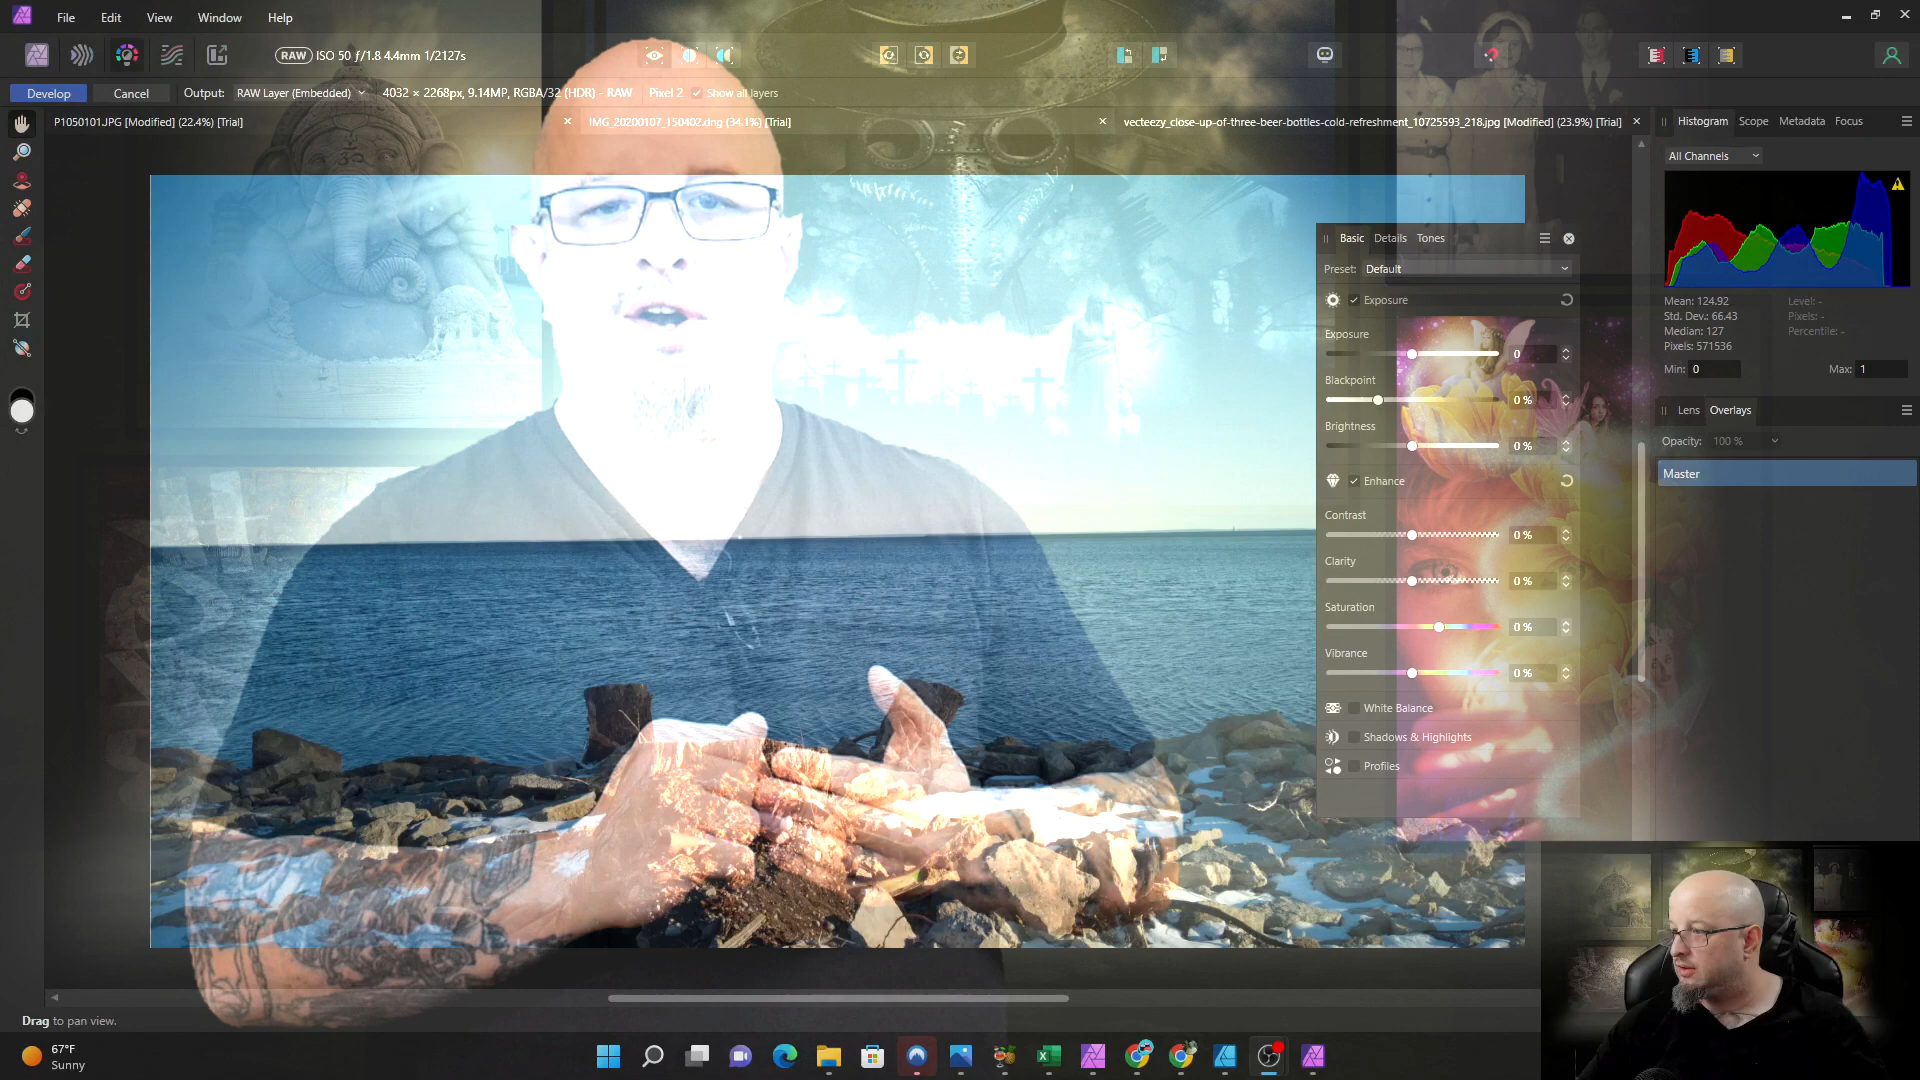 File Edit View Window Help
RAW ISO 50 ƒ/1.8 4.4mm 1/2127s
Develop Cancel Output: RAW Layer (Embedded) 4032 × 2268px, 9.14MP, RGBA/32 (HDR) - RAW Pixel 2 Show all layers
P1050101.JPG [Modified] (22.4%) [Trial] IMG_20200107_150402.dng (34.1%) [Trial] vecteezy_close-up-of-three-beer-bottles-cold-refreshment_10725593_218.jpg [Modified] (23.9%) [Trial]
Histogram Scope Metadata Focus
All Channels
Mean: 124.92 Level: -
Std. Dev.: 66.43 Pixels: -
Median: 127 Percentile: -
Pixels: 571536
Min: 0 Max: 1
Lens Overlays
Opacity: 100 %
Master
Basic Details Tones
Preset: Default
Exposure
Exposure
0
Blackpoint
0 %
Brightness
0 %
Enhance
Contrast
0 %
Clarity
0 %
Saturation
0 %
Vibrance
0 %
White Balance
Shadows & Highlights
Profiles
Drag to pan view.
67°F
Sunny